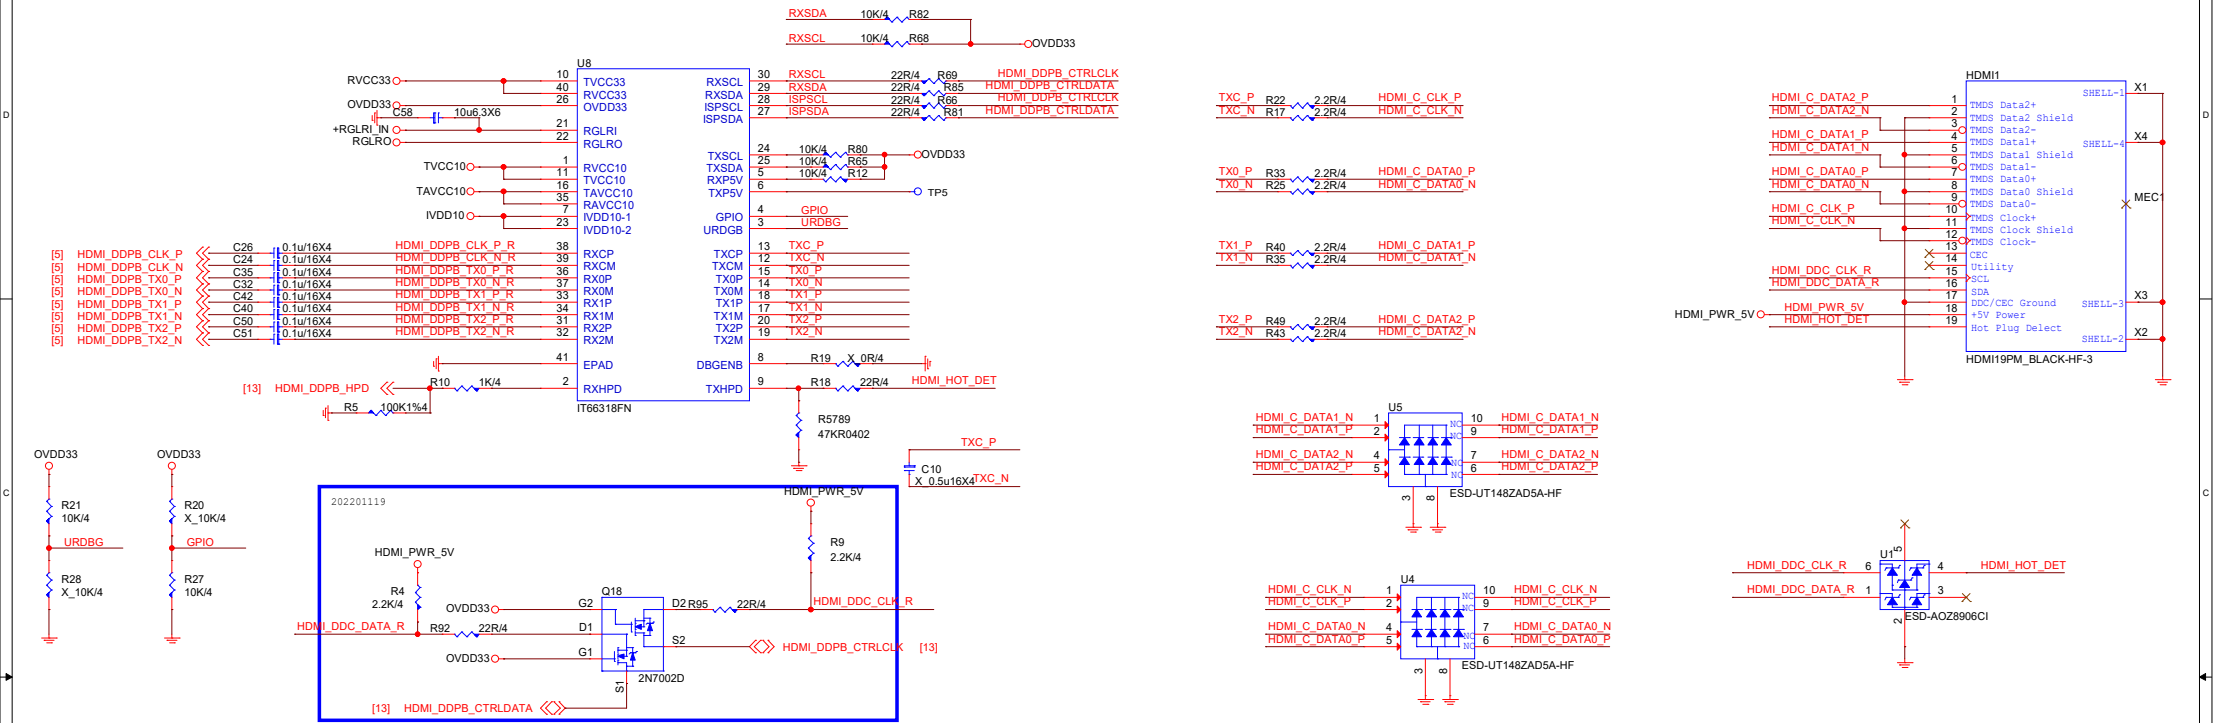 RXSDA 10K/4 R82
RXSCL 10K/4 R68 OVDD33
U8
RVCC33 10 TVCC33 RXSCL 30 RXSCL 22R/4 R69 HDMI_DDPB_CTRLCLK
40 RVCC33 RXSDA 29 RXSDA 22R/4 R85 HDMI_DDPB_CTRLDATA
OVDD33 26 OVDD33 ISPSCL 28 ISPSCL 22R/4 R66 HDMI_DDPB_CTRLCLK
C58 10u6.3X6 ISPSDA 27 ISPSDA 22R/4 R81 HDMI_DDPB_CTRLDATA
+RGLRI_IN 21 RGLRI
RGLRO 22 RGLRO
TXSCL 24 10K/4 R80 OVDD33
TVCC10 1 RVCC10 TXSDA 25 10K/4 R65
11 TVCC10 RXP5V 5 10K/4 R12
TAVCC10 16 TAVCC10 TXP5V 6 TP5
35 RAVCC10
IVDD10 7 IVDD10-1 GPIO 4 GPIO
23 IVDD10-2 URDGB 3 URDBG
[5] HDMI_DDPB_CLK_P C26 0.1u/16X4 HDMI_DDPB_CLK_P_R 38 RXCP TXCP 13 TXC_P
[5] HDMI_DDPB_CLK_N C24 0.1u/16X4 HDMI_DDPB_CLK_N_R 39 RXCM TXCM 12 TXC_N
[5] HDMI_DDPB_TX0_P C35 0.1u/16X4 HDMI_DDPB_TX0_P_R 36 RX0P TX0P 15 TX0_P
[5] HDMI_DDPB_TX0_N C32 0.1u/16X4 HDMI_DDPB_TX0_N_R 37 RX0M TX0M 14 TX0_N
[5] HDMI_DDPB_TX1_P C42 0.1u/16X4 HDMI_DDPB_TX1_P_R 33 RX1P TX1P 18 TX1_P
[5] HDMI_DDPB_TX1_N C40 0.1u/16X4 HDMI_DDPB_TX1_N_R 34 RX1M TX1M 17 TX1_N
[5] HDMI_DDPB_TX2_P C50 0.1u/16X4 HDMI_DDPB_TX2_P_R 31 RX2P TX2P 20 TX2_P
[5] HDMI_DDPB_TX2_N C51 0.1u/16X4 HDMI_DDPB_TX2_N_R 32 RX2M TX2M 19 TX2_N
41 EPAD DBGENB 8 R19 X_0R/4
[13] HDMI_DDPB_HPD R10 1K/4 2 RXHPD TXHPD 9 R18 22R/4 HDMI_HOT_DET
R5 100K1%4
IT66318FN
R5789
47KR0402
TXC_P
C10
X_0.5u16X4
TXC_N
TXC_P R22 2.2R/4 HDMI_C_CLK_P
TXC_N R17 2.2R/4 HDMI_C_CLK_N
TX0_P R33 2.2R/4 HDMI_C_DATA0_P
TX0_N R25 2.2R/4 HDMI_C_DATA0_N
TX1_P R40 2.2R/4 HDMI_C_DATA1_P
TX1_N R35 2.2R/4 HDMI_C_DATA1_N
TX2_P R49 2.2R/4 HDMI_C_DATA2_P
TX2_N R43 2.2R/4 HDMI_C_DATA2_N
HDMI1
HDMI_C_DATA2_P 1 TMDS Data2+ SHELL-1 X1
HDMI_C_DATA2_N 2 TMDS Data2 Shield
3 TMDS Data2-
HDMI_C_DATA1_P 4 TMDS Data1+ SHELL-4 X4
HDMI_C_DATA1_N 5 TMDS Data1 Shield
6 TMDS Data1-
HDMI_C_DATA0_P 7 TMDS Data0+
HDMI_C_DATA0_N 8 TMDS Data0 Shield
9 TMDS Data0- MEC1
HDMI_C_CLK_P 10 TMDS Clock+
HDMI_C_CLK_N 11 TMDS Clock Shield
12 TMDS Clock-
13 CEC
14 Utility
HDMI_DDC_CLK_R 15 SCL
HDMI_DDC_DATA_R 16 SDA
17 DDC/CEC Ground SHELL-3 X3
HDMI_PWR_5V HDMI_PWR_5V 18 +5V Power
HDMI_HOT_DET 19 Hot Plug Delect
SHELL-2 X2
HDMI19PM_BLACK-HF-3
OVDD33 OVDD33
R21 R20
10K/4 X_10K/4
URDBG GPIO
R28 R27
X_10K/4 10K/4
202201119
HDMI_PWR_5V
R9
2.2K/4
HDMI_PWR_5V
R4
2.2K/4
Q18
OVDD33 G2 D2 R95 22R/4 HDMI_DDC_CLK_R
HDMI_DDC_DATA_R R92 22R/4 D1
S2 HDMI_DDPB_CTRLCLK [13]
OVDD33 G1
2N7002D
S1
[13] HDMI_DDPB_CTRLDATA
U5
HDMI_C_DATA1_N 1 NC 10 HDMI_C_DATA1_N
HDMI_C_DATA1_P 2 9 HDMI_C_DATA1_P
HDMI_C_DATA2_N 4 NC 7 HDMI_C_DATA2_N
HDMI_C_DATA2_P 5 NC 6 HDMI_C_DATA2_P
3 8 ESD-UT148ZAD5A-HF
U4
HDMI_C_CLK_N 1 NC 10 HDMI_C_CLK_N
HDMI_C_CLK_P 2 NC 9 HDMI_C_CLK_P
HDMI_C_DATA0_N 4 NC 7 HDMI_C_DATA0_N
HDMI_C_DATA0_P 5 NC 6 HDMI_C_DATA0_P
3 8 ESD-UT148ZAD5A-HF
U1 5
HDMI_DDC_CLK_R 6 4 HDMI_HOT_DET
HDMI_DDC_DATA_R 1 3
2 ESD-AOZ8906CI
D D
C C